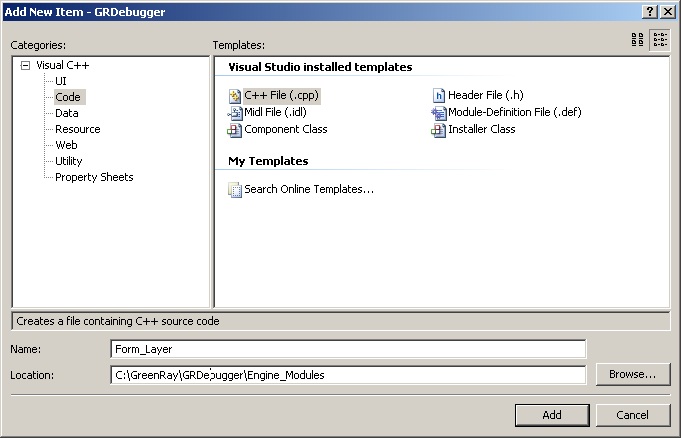 Add New Item - GRDebugger
Categories:
Templates:
Visual C++
UI
Code
Data
Resource
Web
Utility
Property Sheets
Visual Studio installed templates
C++ File (.cpp)
Header File (.h)
Midl File (.idl)
Module-Definition File (.def)
Component Class
Installer Class
My Templates
Search Online Templates...
Creates a file containing C++ source code
Name:
Form_Layer
Location:
C:\GreenRay\GRDebugger\Engine_Modules
Browse...
Add
Cancel